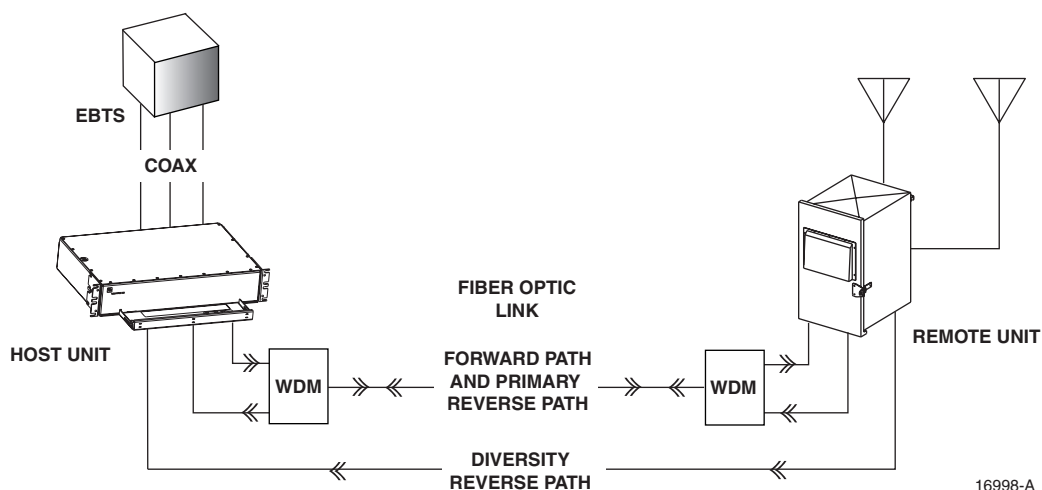 EBTS
COAX
HOST UNIT
FIBER OPTIC
LINK
REMOTE UNIT
WDM
FORWARD PATH
AND PRIMARY
REVERSE PATH
WDM
DIVERSITY
REVERSE PATH
16998-A